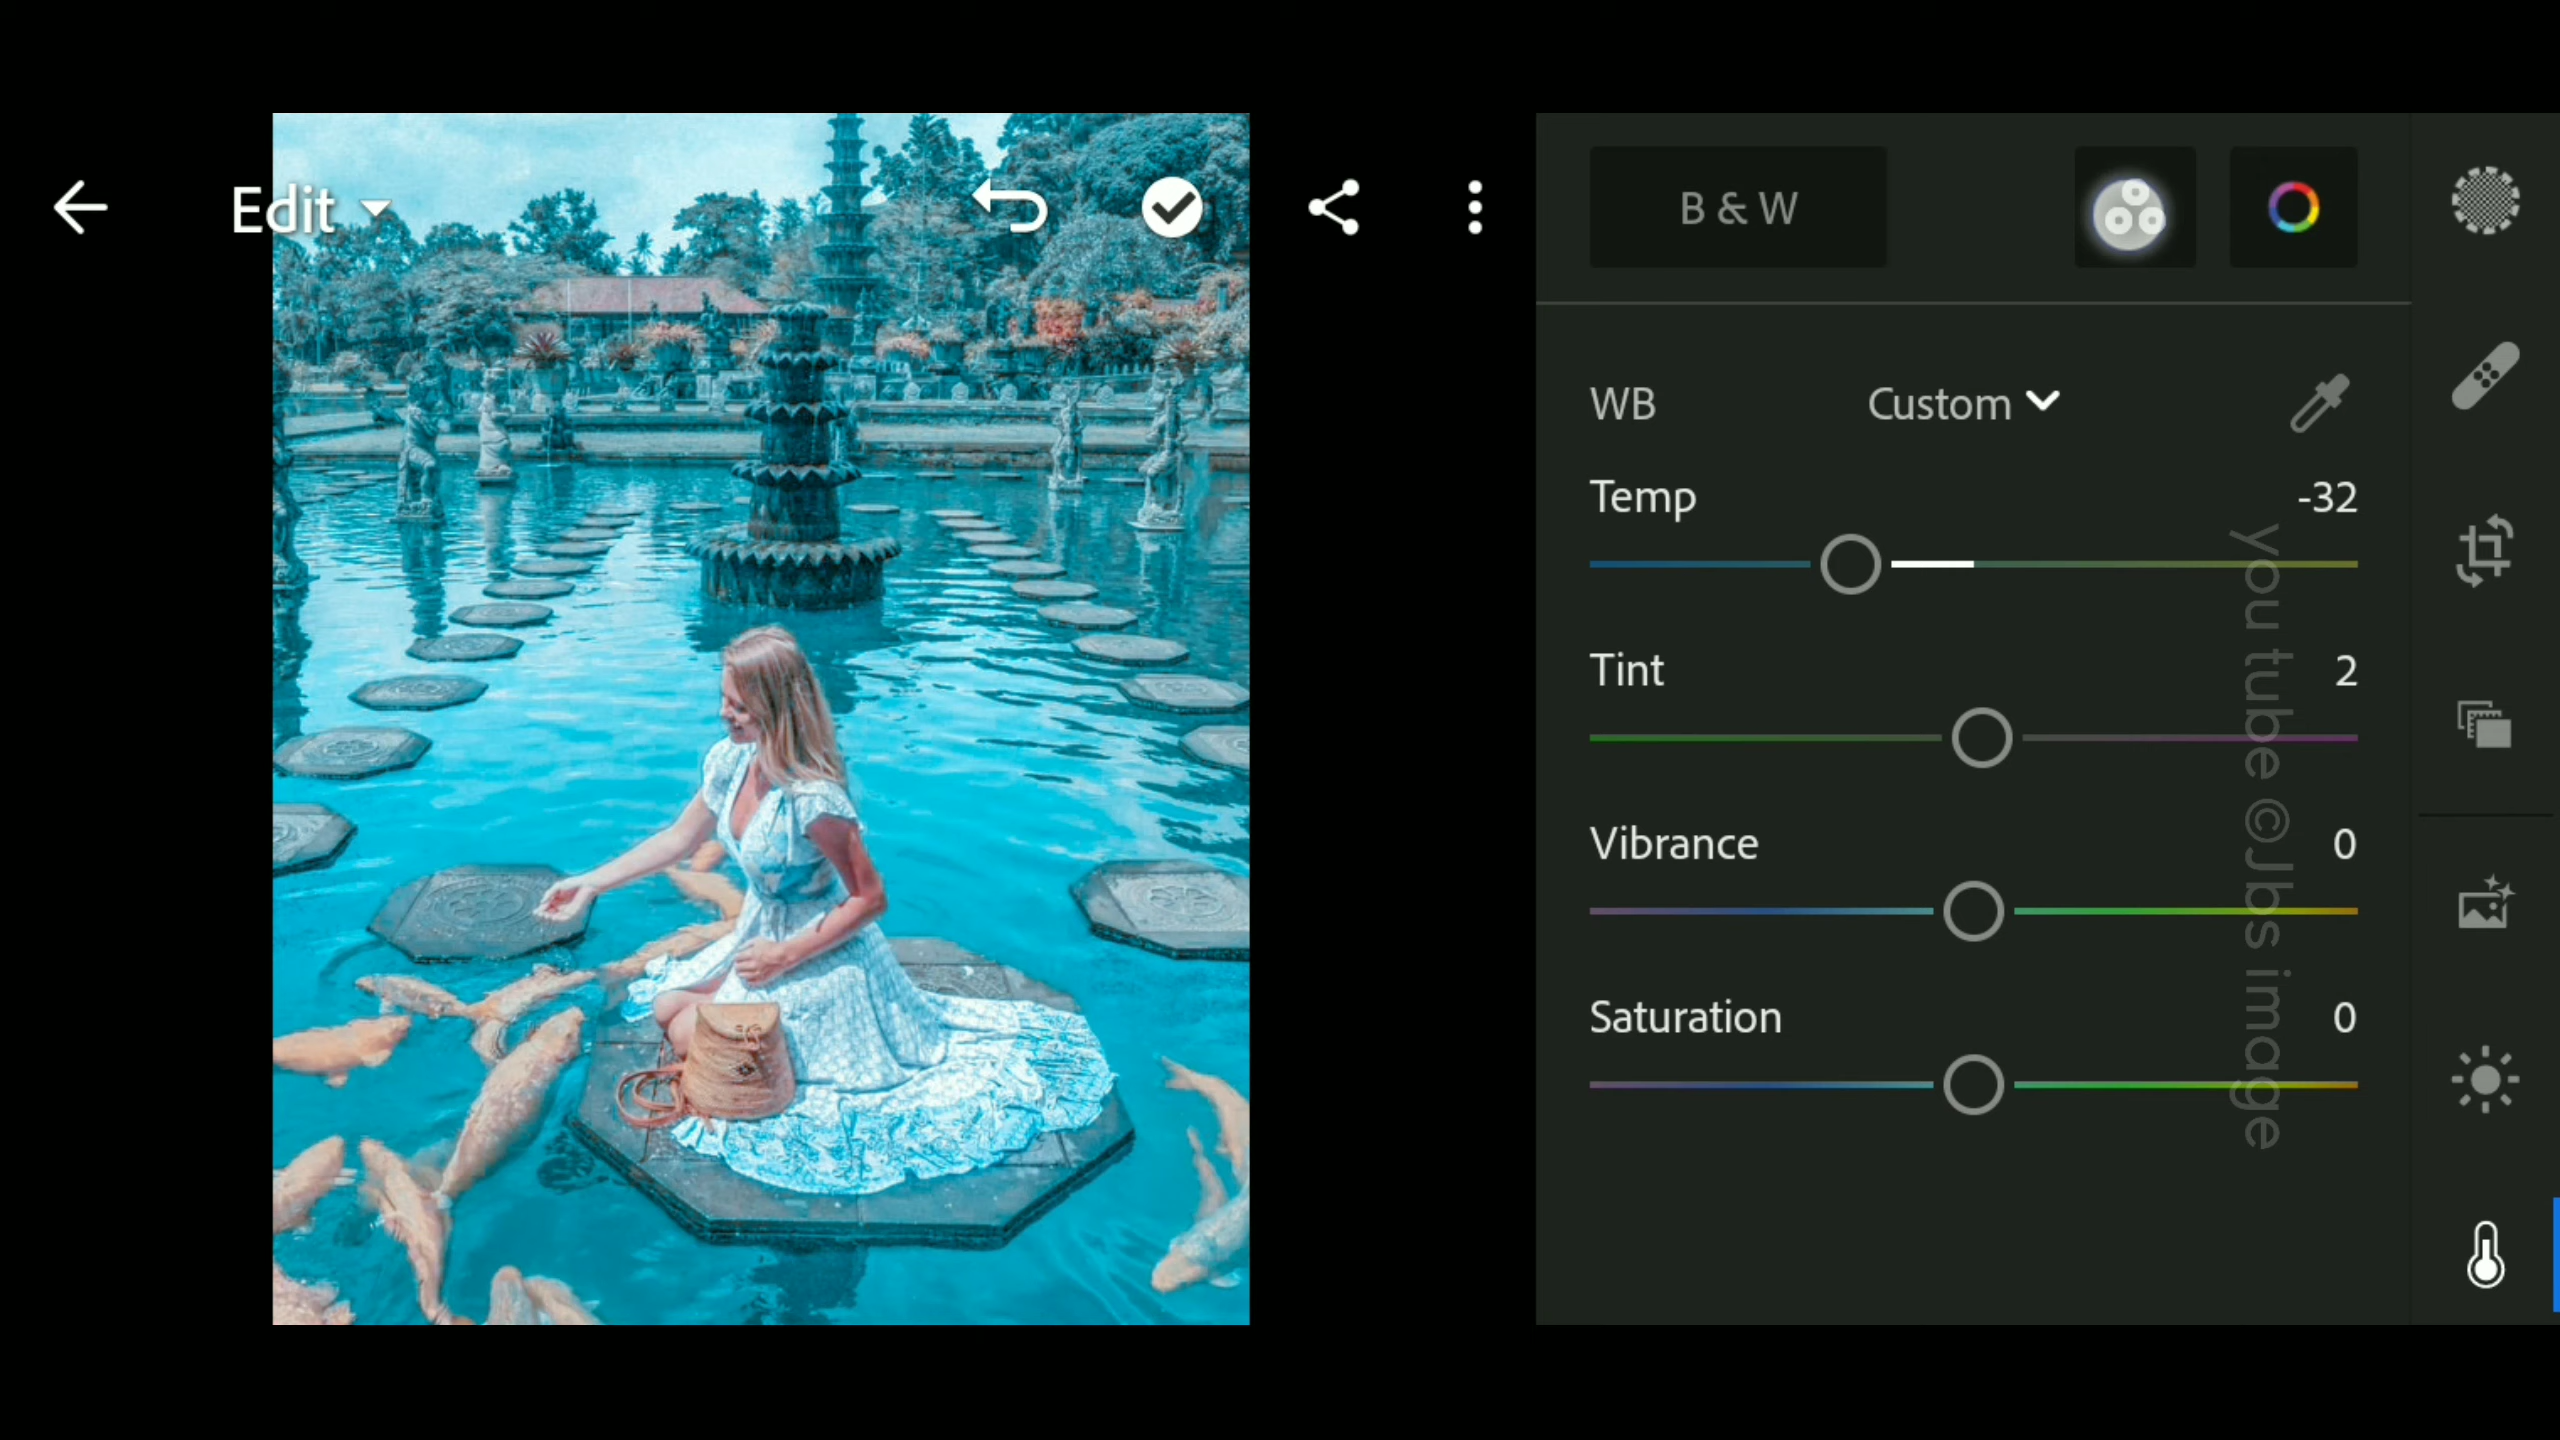 Edit
B & W
WB
Custom
Temp
-32
Tint
2
Vibrance
0
Saturation
0
you tube ©Jbs image